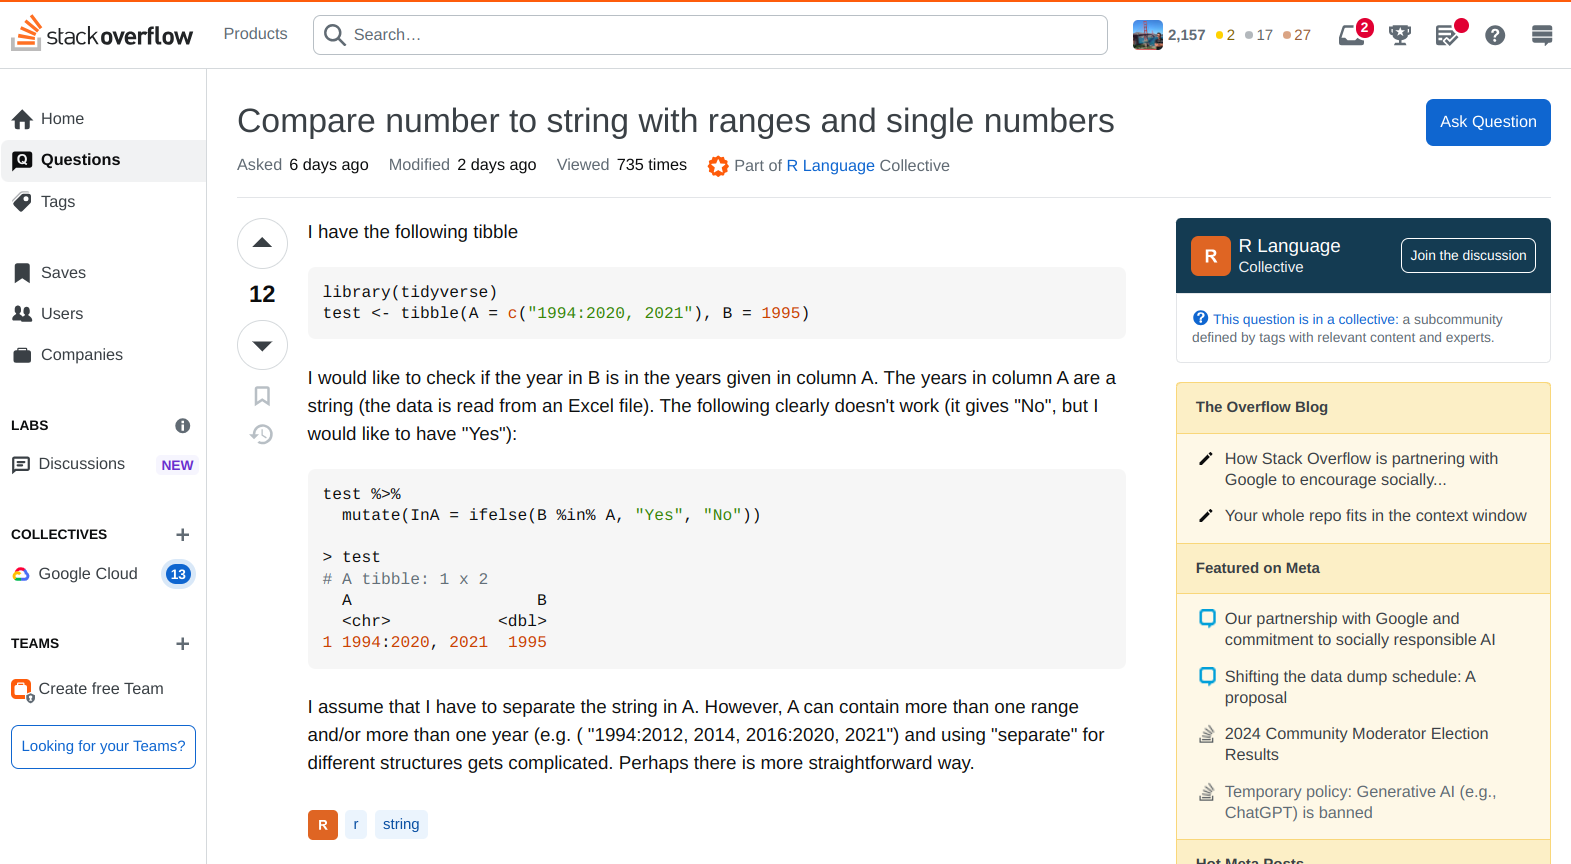 stackoverflow
Products
Search…
2,157
2
17
27
2
Home
Questions
Tags
Saves
Users
Companies
LABS
Discussions
NEW
COLLECTIVES
Google Cloud
13
TEAMS
Create free Team
Looking for your Teams?
Compare number to string with ranges and single numbers
Ask Question
Asked 6 days ago Modified 2 days ago Viewed 735 times Part of R Language Collective
12
I have the following tibble
library(tidyverse)
test <- tibble(A = c("1994:2020, 2021"), B = 1995)
I would like to check if the year in B is in the years given in column A. The years in column A are a
string (the data is read from an Excel file). The following clearly doesn't work (it gives "No", but I
would like to have "Yes"):
test %>%
  mutate(InA = ifelse(B %in% A, "Yes", "No"))
> test
# A tibble: 1 x 2
  A                   B
  <chr>           <dbl>
1 1994:2020, 2021  1995
I assume that I have to separate the string in A. However, A can contain more than one range
and/or more than one year (e.g. ( "1994:2012, 2014, 2016:2020, 2021") and using "separate" for
different structures gets complicated. Perhaps there is more straightforward way.
R
r
string
R
R Language
Collective
Join the discussion
This question is in a collective: a subcommunity
defined by tags with relevant content and experts.
The Overflow Blog
How Stack Overflow is partnering with
Google to encourage socially...
Your whole repo fits in the context window
Featured on Meta
Our partnership with Google and
commitment to socially responsible AI
Shifting the data dump schedule: A
proposal
2024 Community Moderator Election
Results
Temporary policy: Generative AI (e.g.,
ChatGPT) is banned
Hot Meta Posts